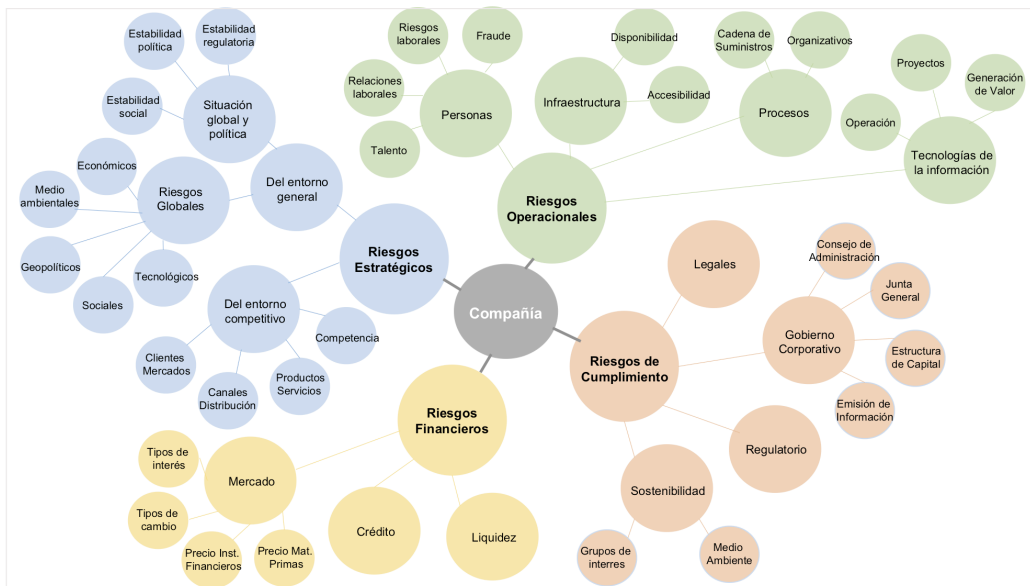 Estabilidad
política
Estabilidad
regulatoria
Estabilidad
social
Situación
global y
política
Económicos
Medio
ambientales
Riesgos
Globales
Del entorno
general
Geopolíticos
Sociales
Tecnológicos
Riesgos
Estratégicos
Del entorno
competitivo
Competencia
Clientes
Mercados
Canales
Distribución
Productos
Servicios
Riesgos
laborales
Fraude
Relaciones
laborales
Personas
Talento
Disponibilidad
Infraestructura
Accesibilidad
Cadena de
Suministros
Organizativos
Procesos
Proyectos
Generación
de Valor
Operación
Tecnologías de
la información
Riesgos
Operacionales
Compañía
Legales
Consejo de
Administración
Junta
General
Gobierno
Corporativo
Estructura
de Capital
Emisión de
Información
Riesgos de
Cumplimiento
Regulatorio
Sostenibilidad
Grupos de
interres
Medio
Ambiente
Riesgos
Financieros
Tipos de
interés
Mercado
Tipos de
cambio
Precio Inst.
Financieros
Precio Mat.
Primas
Crédito
Liquidez